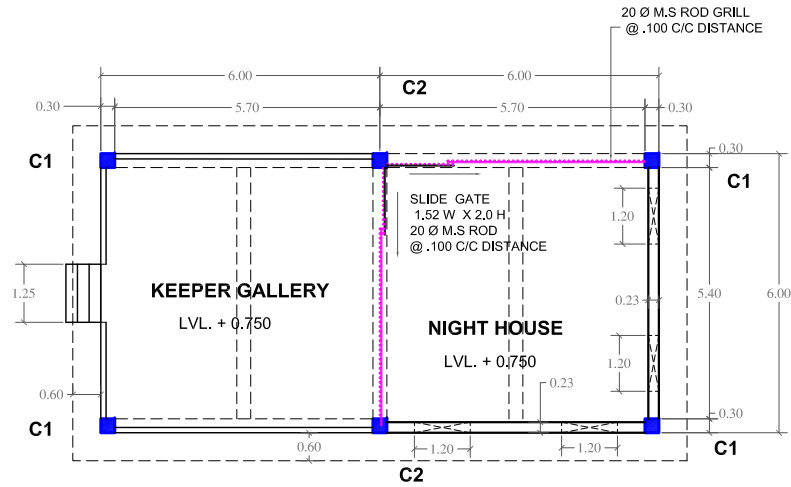 20 Ø M.S ROD GRILL
@ .100 C/C DISTANCE
6.00
6.00
C2
0.30
5.70
5.70
0.30
C1
0.30
C1
SLIDE GATE
1.52 W X 2.0 H
20 Ø M.S ROD
@ .100 C/C DISTANCE
1.20
1.25
KEEPER GALLERY
LVL. + 0.750
0.23
5.40
6.00
NIGHT HOUSE
LVL. + 0.750
1.20
0.60
0.23
0.30
C1
0.60
1.20
1.20
C1
C2